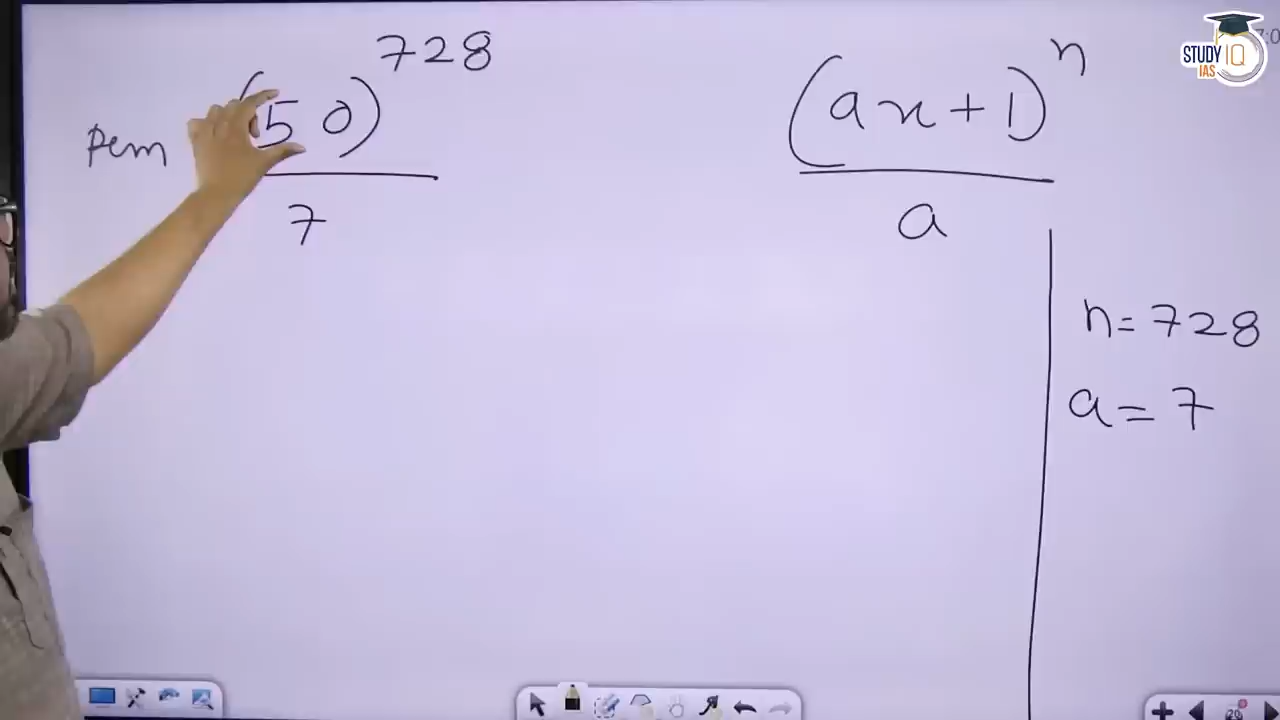 Rem (50)^728 / 7
(ax+1)^n / a
n=728
a=7
STUDY IQ
IAS